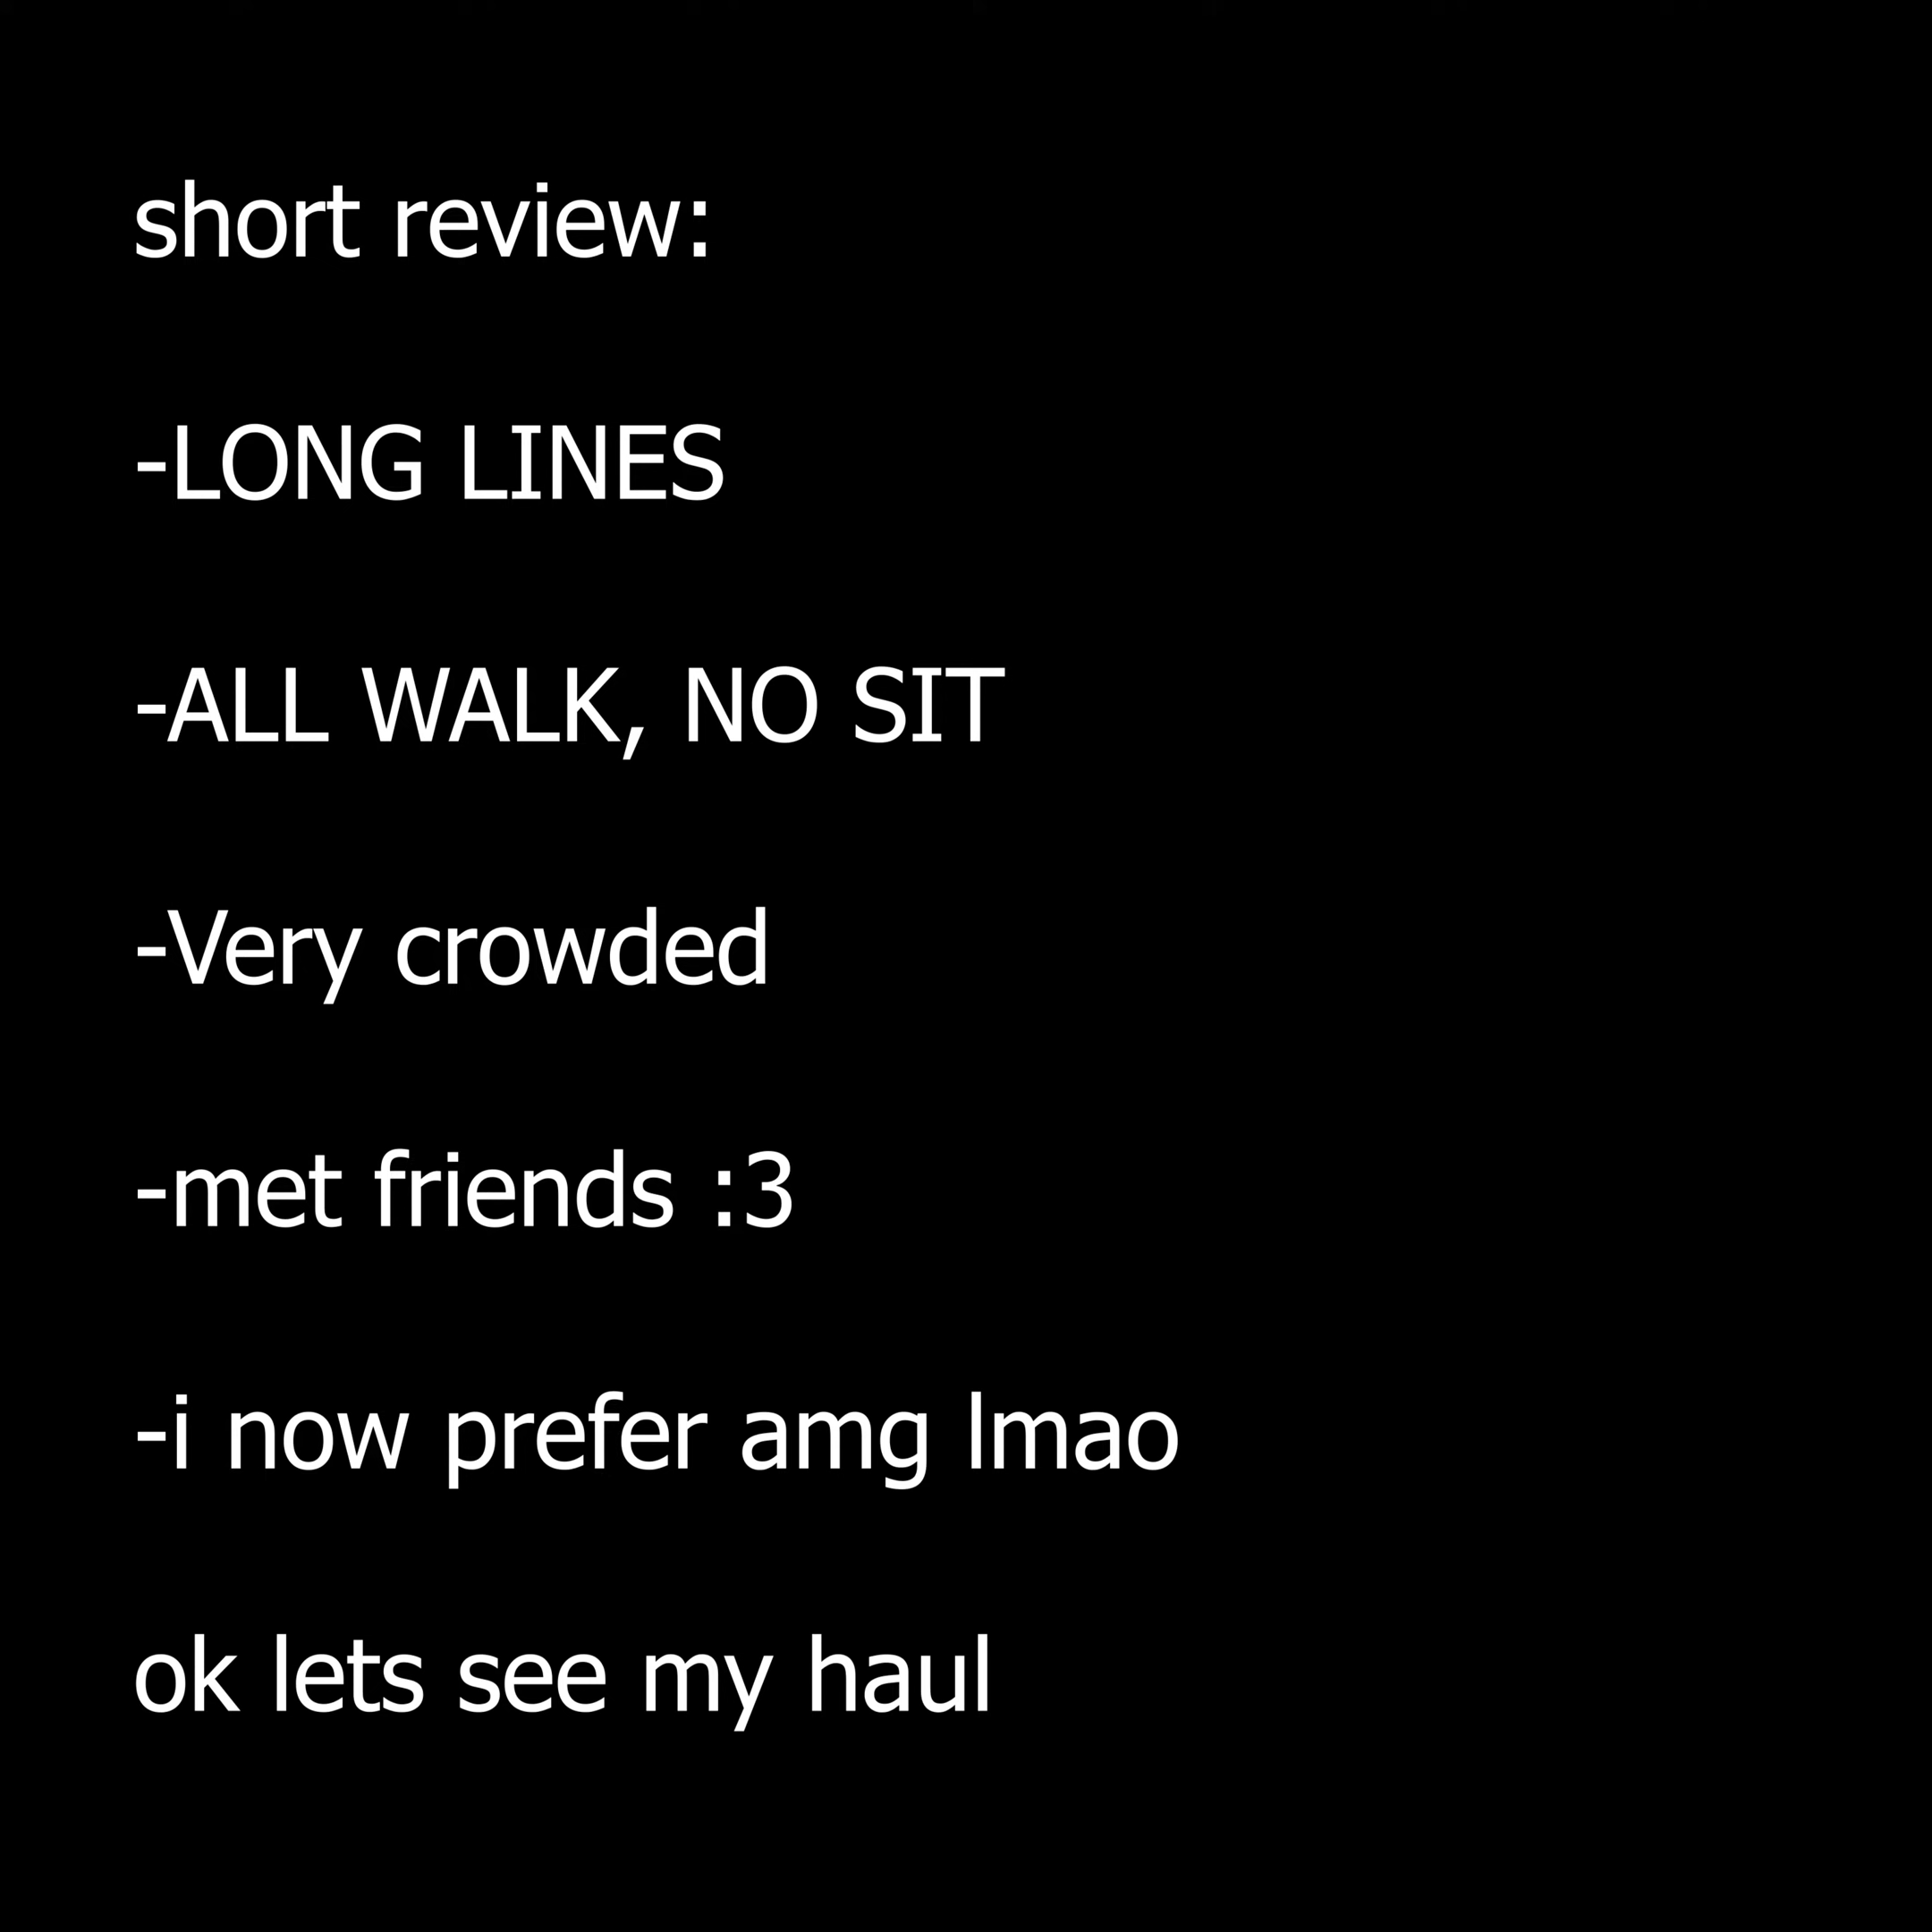 short review:
-LONG LINES
-ALL WALK, NO SIT
-Very crowded
-met friends :3
-i now prefer amg lmao
ok lets see my haul